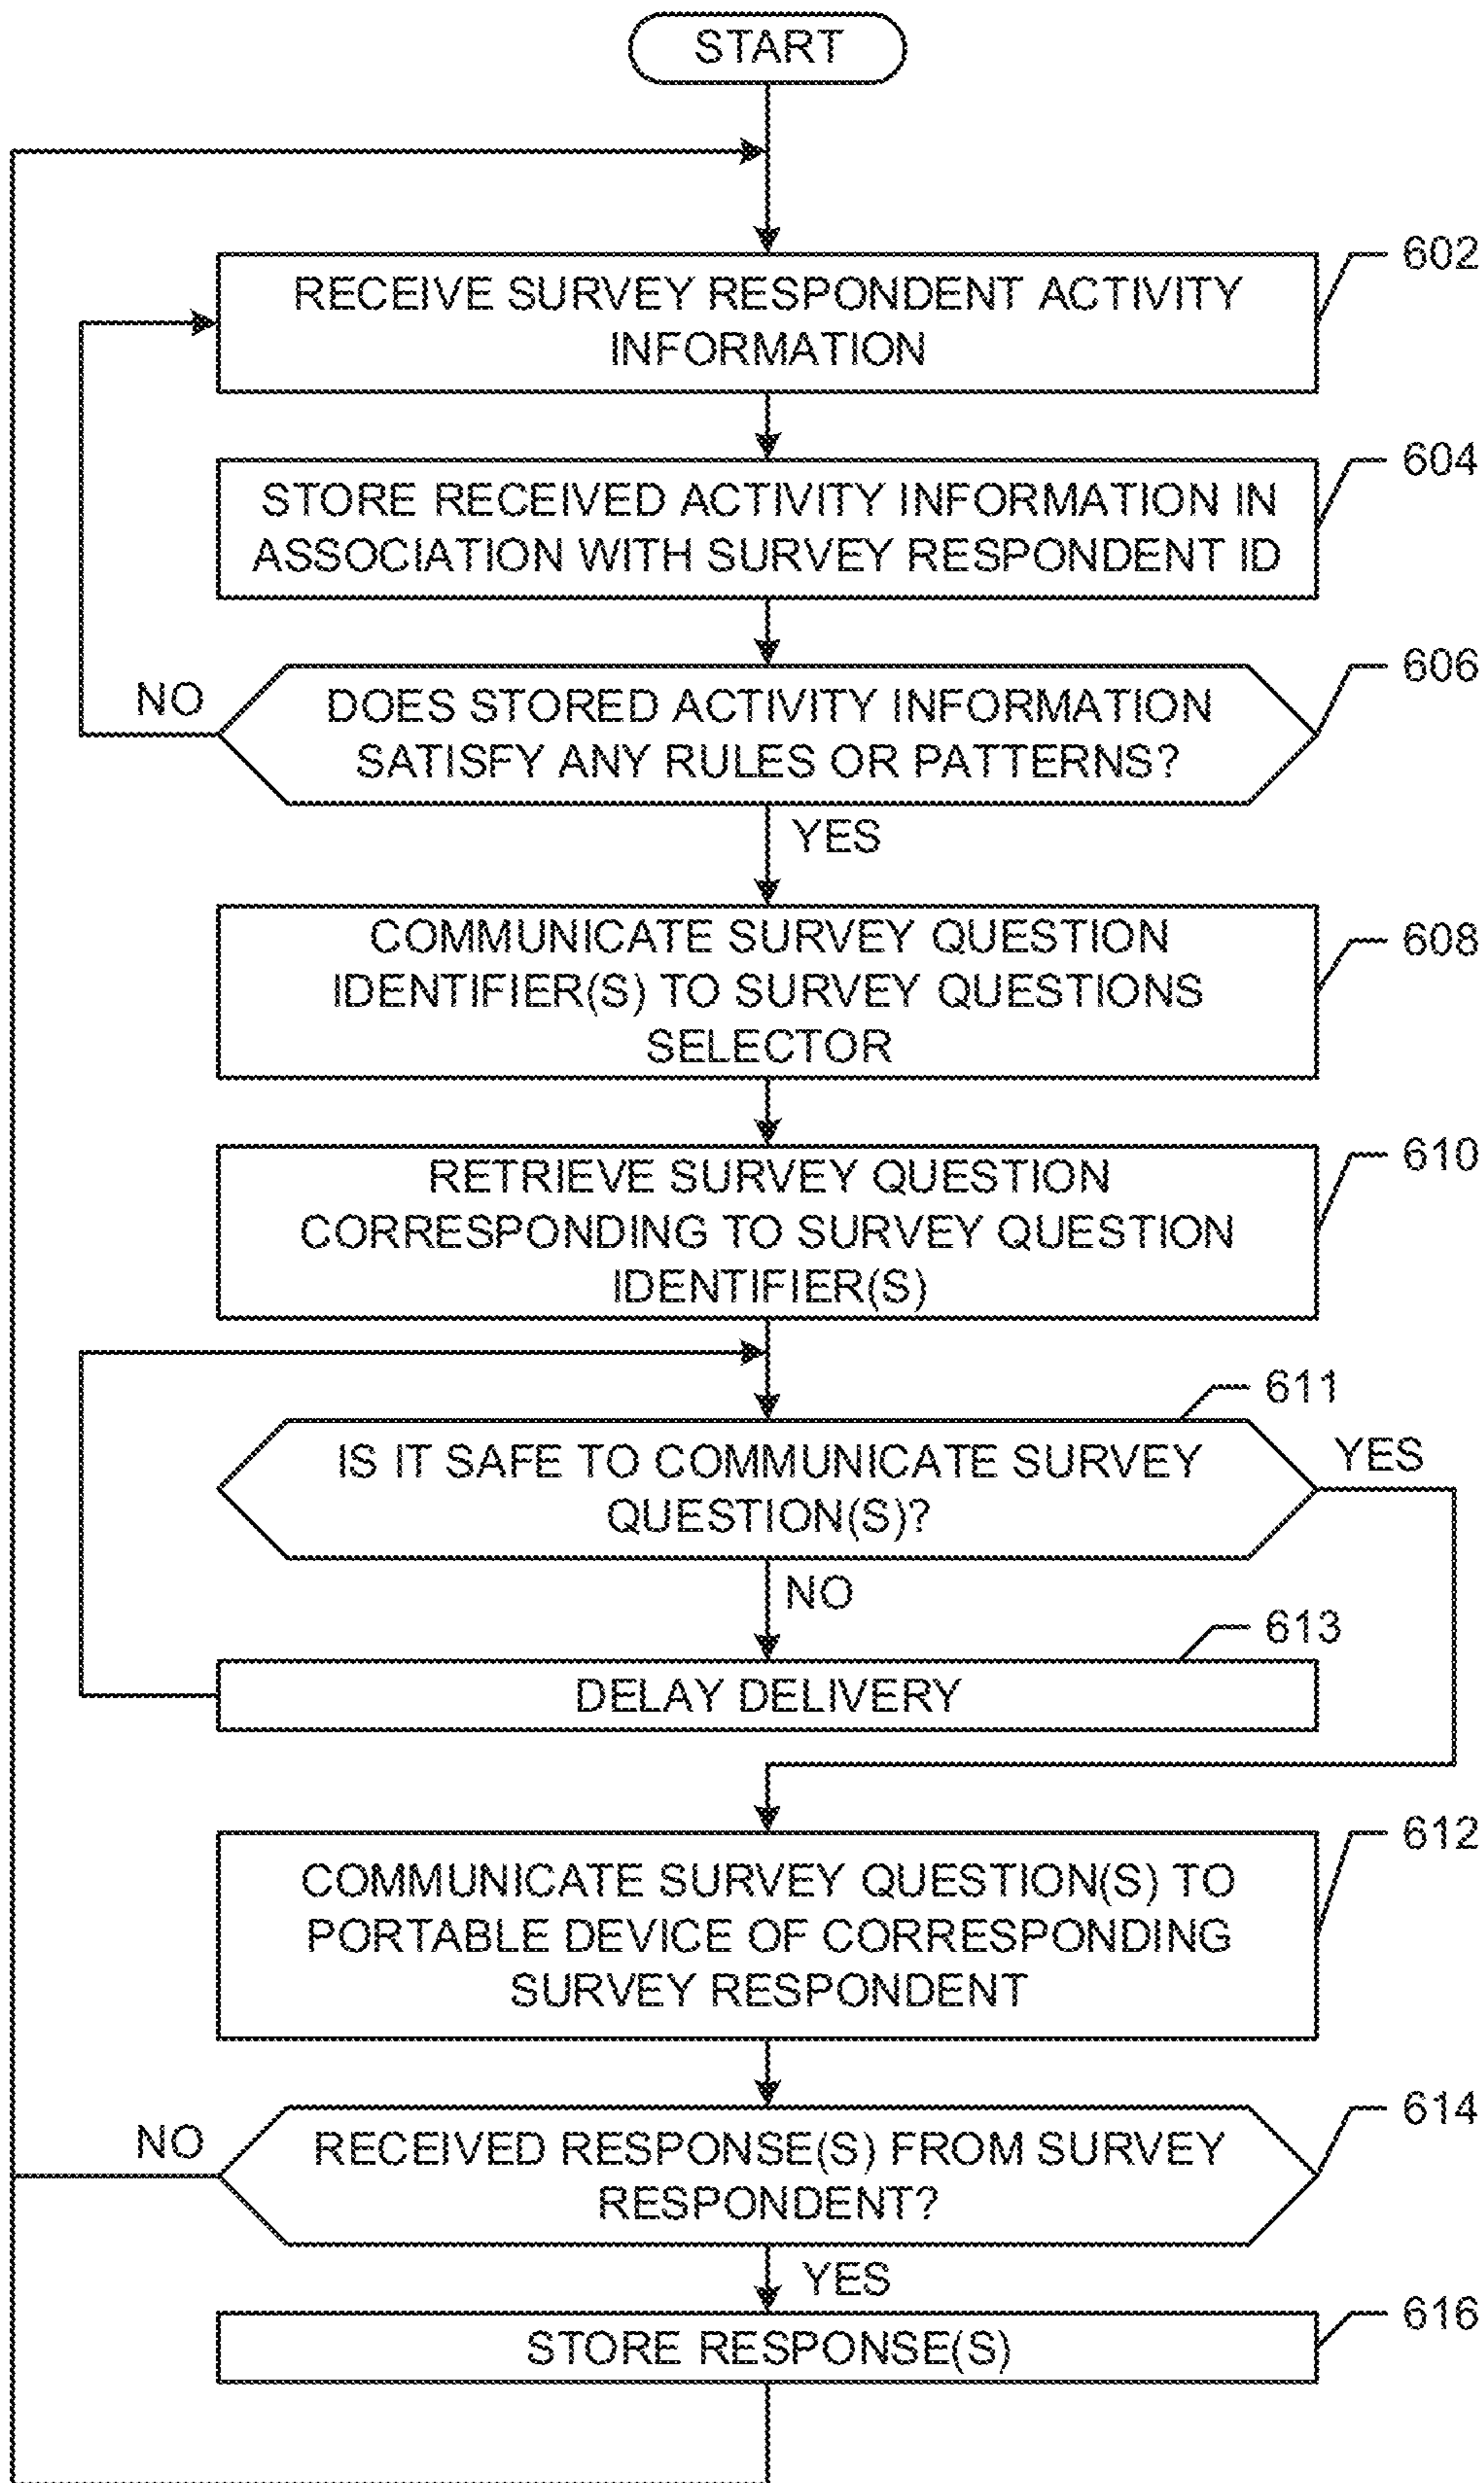 START
RECEIVE SURVEY RESPONDENT ACTIVITY
INFORMATION
602
STORE RECEIVED ACTIVITY INFORMATION IN
ASSOCIATION WITH SURVEY RESPONDENT ID
604
NO
DOES STORED ACTIVITY INFORMATION
SATISFY ANY RULES OR PATTERNS?
606
YES
COMMUNICATE SURVEY QUESTION
IDENTIFIER(S) TO SURVEY QUESTIONS
SELECTOR
608
RETRIEVE SURVEY QUESTION
CORRESPONDING TO SURVEY QUESTION
IDENTIFIER(S)
610
611
IS IT SAFE TO COMMUNICATE SURVEY
QUESTION(S)?
YES
NO
613
DELAY DELIVERY
COMMUNICATE SURVEY QUESTION(S) TO
PORTABLE DEVICE OF CORRESPONDING
SURVEY RESPONDENT
612
NO
RECEIVED RESPONSE(S) FROM SURVEY
RESPONDENT?
614
YES
STORE RESPONSE(S)
616